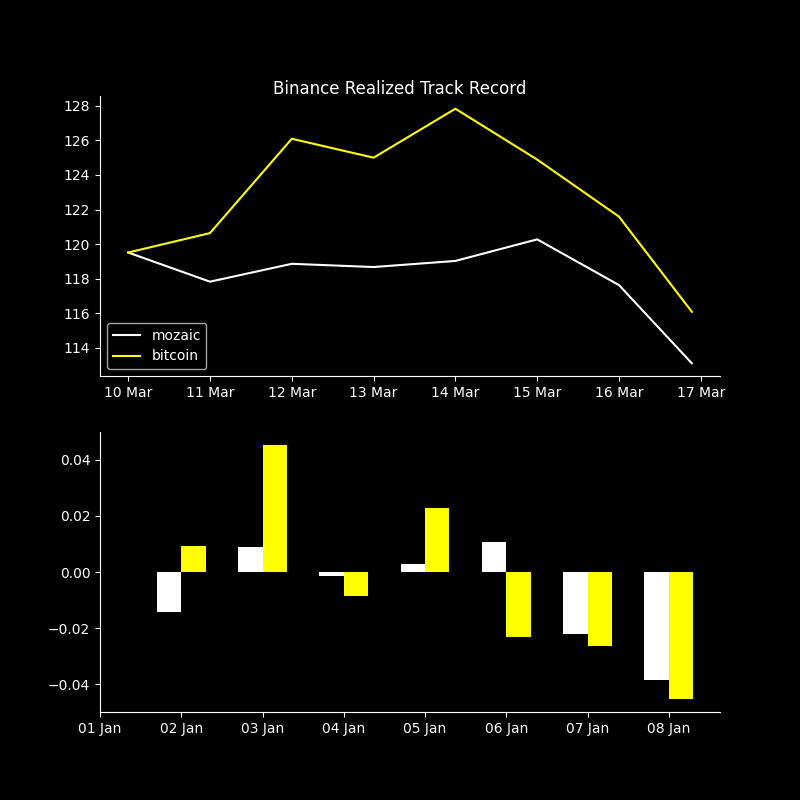 Binance Realized Track Record
128
126
124
122
120
118
116
114
mozaic
bitcoin
10 Mar 11 Mar 12 Mar 13 Mar 14 Mar 15 Mar 16 Mar 17 Mar
0.04
0.02
0.00
−0.02
−0.04
01 Jan 02 Jan 03 Jan 04 Jan 05 Jan 06 Jan 07 Jan 08 Jan